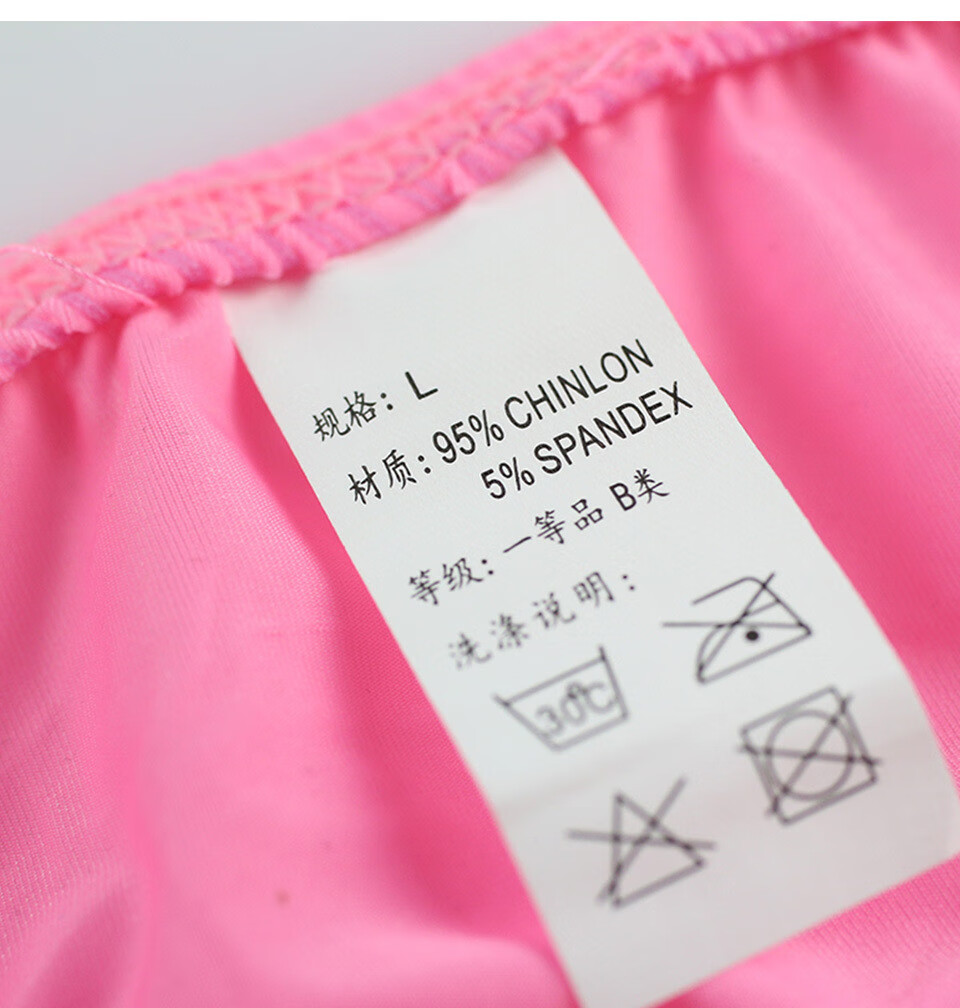 规格: L
材质: 95% CHINLON
5% SPANDEX
等级: 一等品 B类
洗涤说明:
30℃